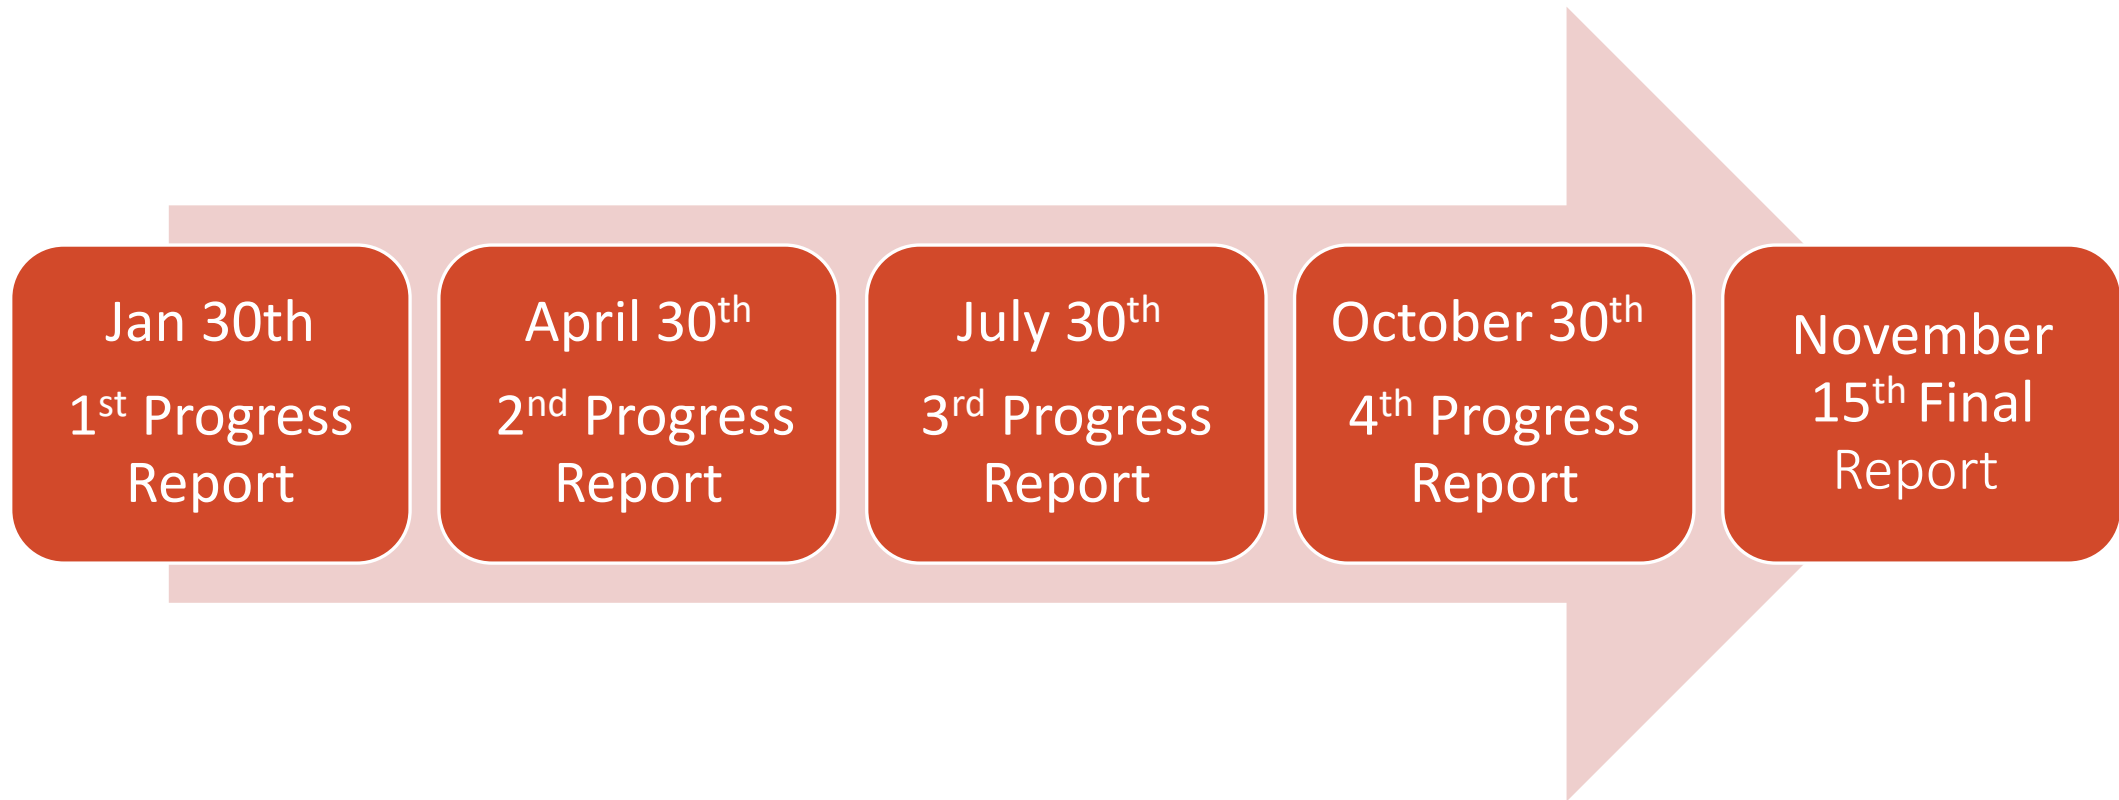 Jan 30th
1st Progress
Report
April 30th
2nd Progress
Report
July 30th
3rd Progress
Report
October 30th
4th Progress
Report
November
15th Final
Report